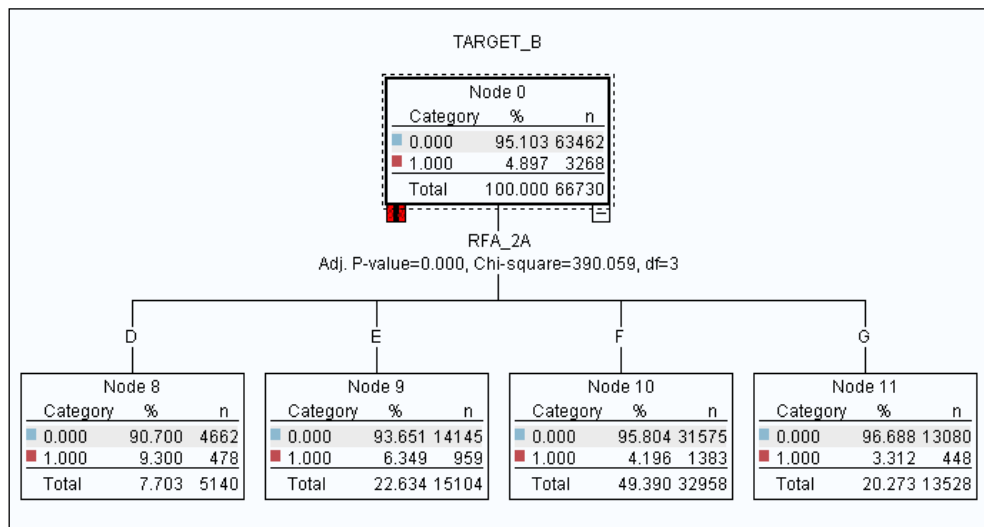 TARGET_B
Node 0
Category % n
0.000 95.103 63462
1.000 4.897 3268
Total 100.000 66730
RFA_2A
Adj. P-value=0.000, Chi-square=390.059, df=3
D E F G
Node 8
Category % n
0.000 90.700 4662
1.000 9.300 478
Total 7.703 5140
Node 9
Category % n
0.000 93.651 14145
1.000 6.349 959
Total 22.634 15104
Node 10
Category % n
0.000 95.804 31575
1.000 4.196 1383
Total 49.390 32958
Node 11
Category % n
0.000 96.688 13080
1.000 3.312 448
Total 20.273 13528